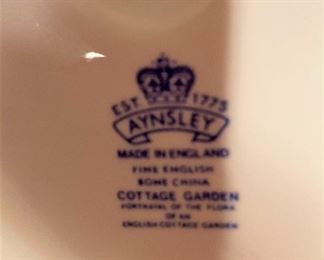 EST 1775
AYNSLEY
MADE IN ENGLAND
FINE ENGLISH
BONE CHINA
COTTAGE GARDEN
PORTRAYAL OF THE FLORA
OF AN
ENGLISH COTTAGE GARDEN